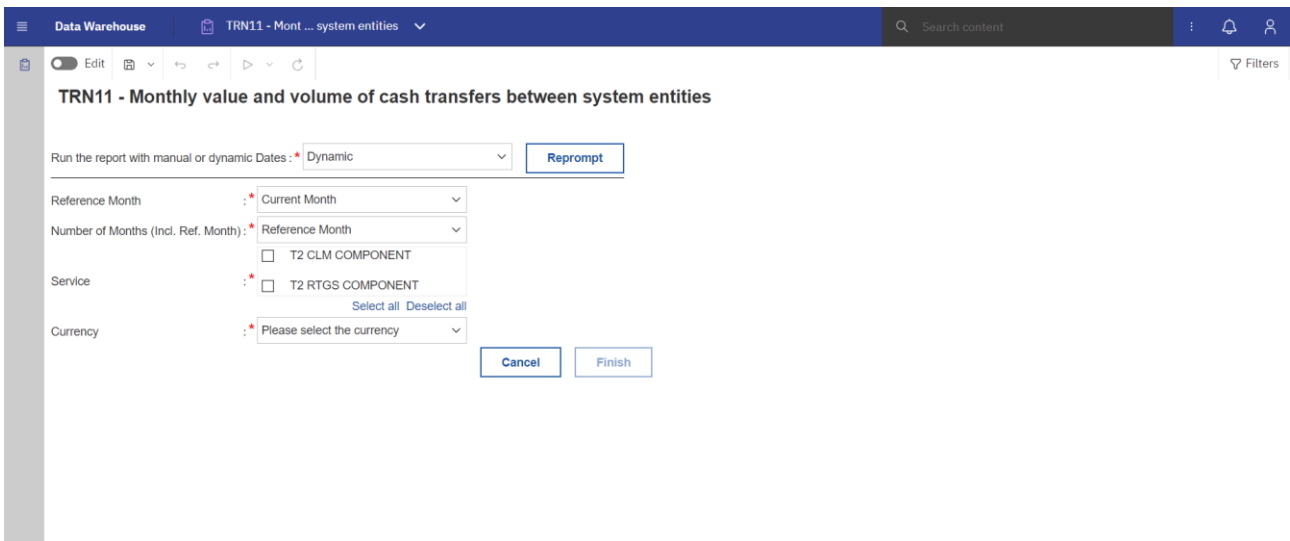 Data Warehouse TRN11 - Mont ... system entities Search content
Edit Filters
TRN11 - Monthly value and volume of cash transfers between system entities
Run the report with manual or dynamic Dates : * Dynamic Reprompt
Reference Month : * Current Month
Number of Months (Incl. Ref. Month) : * Reference Month
T2 CLM COMPONENT
Service : *
T2 RTGS COMPONENT
Select all Deselect all
Currency : * Please select the currency
Cancel Finish